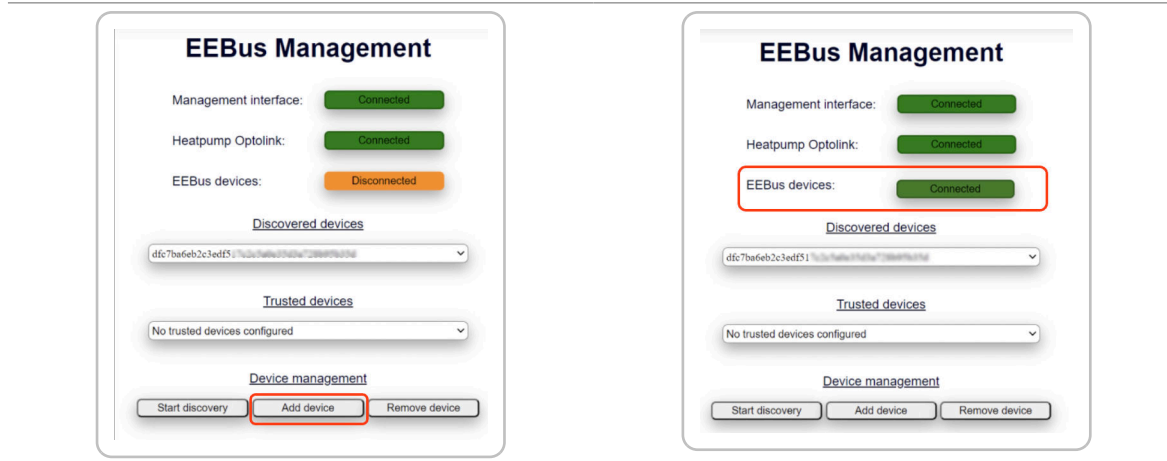 EEBus Management
Management interface: Connected
Heatpump Optolink: Connected
EEBus devices: Disconnected
Discovered devices
dfc7ba6eb2c3edf5
Trusted devices
No trusted devices configured
Device management
Start discovery Add device Remove device
EEBus Management
Management interface: Connected
Heatpump Optolink: Connected
EEBus devices: Connected
Discovered devices
dfc7ba6eb2c3edf51
Trusted devices
No trusted devices configured
Device management
Start discovery Add device Remove device